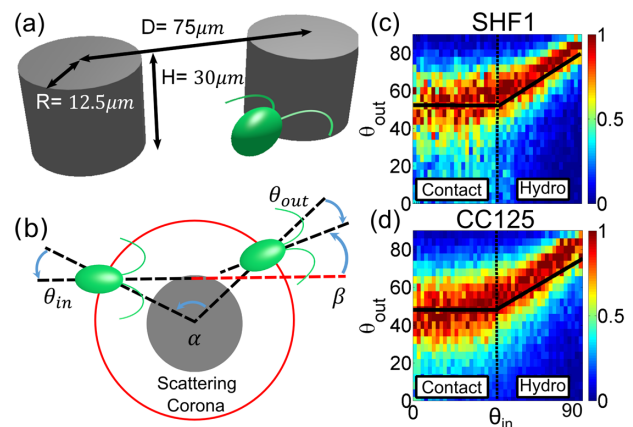 (a)
D= 75μm
H= 30μm
R= 12.5μm
(b)
θout
θin
β
α
Scattering
Corona
(c)
SHF1
θout
80
60
40
20
0
Contact
Hydro
1
0.5
0
(d)
CC125
θout
80
60
40
20
0
Contact
Hydro
0
θin
90
1
0.5
0